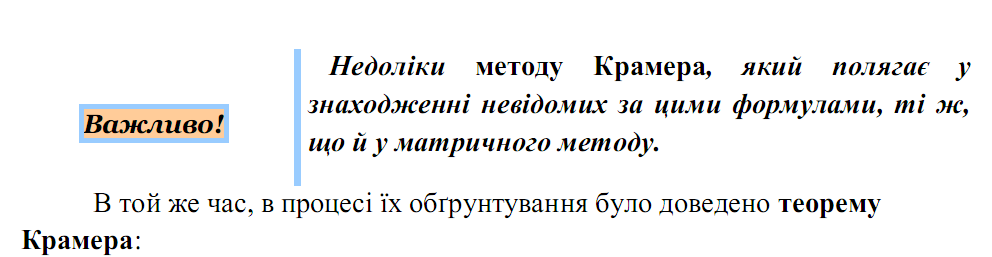 Недоліки методу Крамера, який полягає у
знаходженні невідомих за цими формулами, ті ж,
що й у матричного методу.
Важливо!
В той же час, в процесі їх обґрунтування було доведено теорему
Крамера: